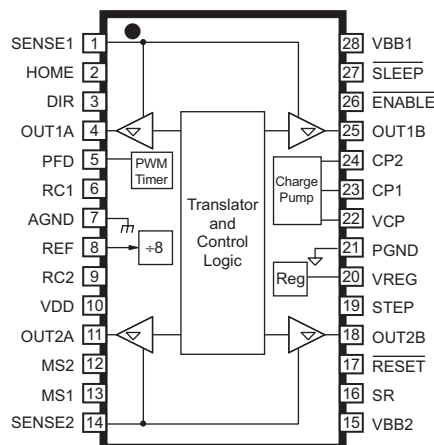 SENSE1 1 28 VBB1
HOME 2 27 SLEEP
DIR 3 26 ENABLE
OUT1A 4 25 OUT1B
PFD 5 PWM Timer 24 CP2
RC1 6 Charge Pump 23 CP1
AGND 7 Translator and Control Logic 22 VCP
REF 8 ÷8 21 PGND
RC2 9 Reg 20 VREG
VDD 10 19 STEP
OUT2A 11 18 OUT2B
MS2 12 17 RESET
MS1 13 16 SR
SENSE2 14 15 VBB2